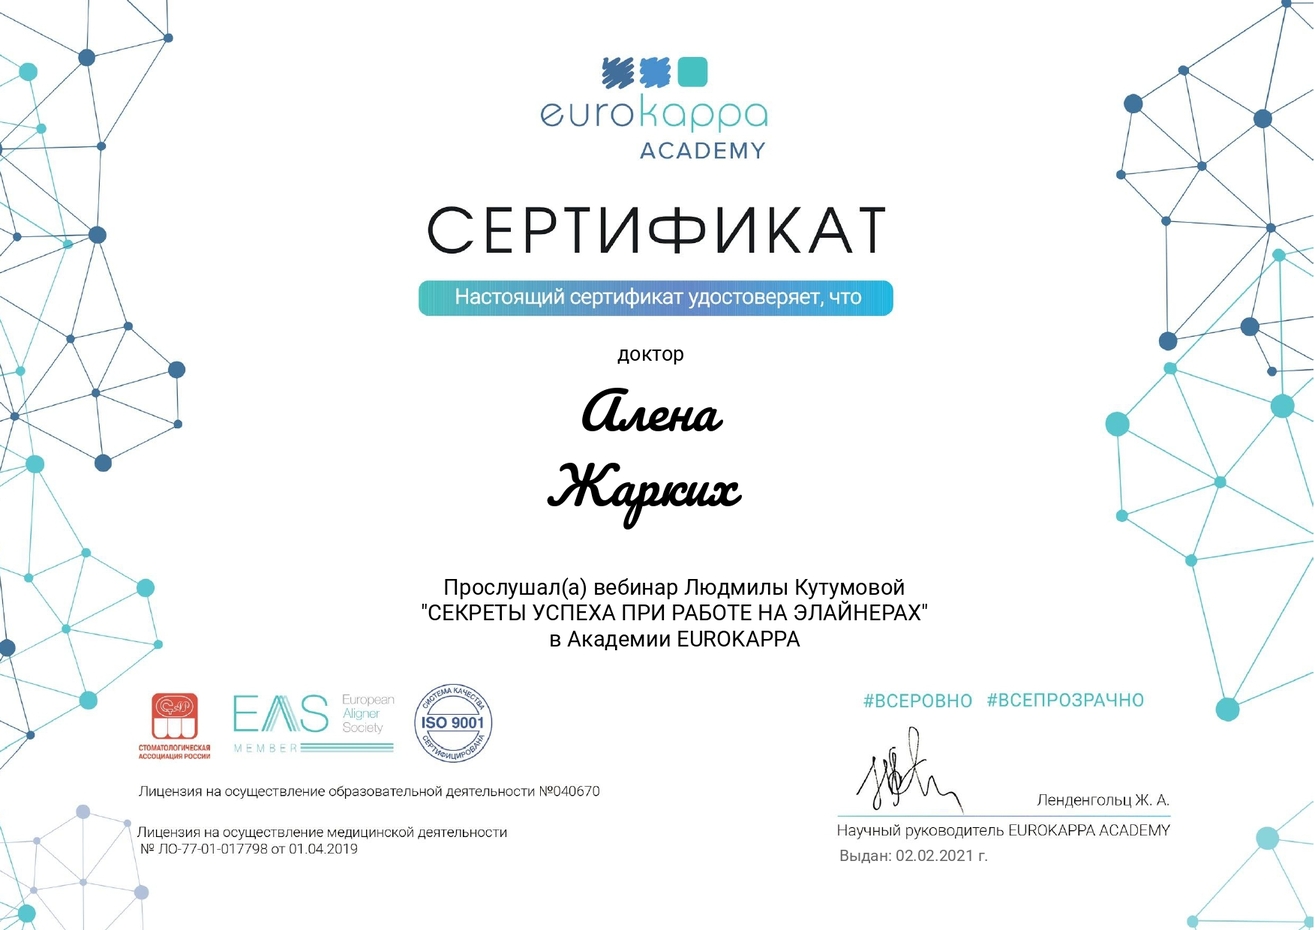 eurokappa
ACADEMY
СЕРТИФИКАТ
Настоящий сертификат удостоверяет, что
доктор
Алена
Жарких
Прослушал(а) вебинар Людмилы Кутумовой
"СЕКРЕТЫ УСПЕХА ПРИ РАБОТЕ НА ЭЛАЙНЕРАХ"
в Академии EUROKAPPA
СТОМАТОЛОГИЧЕСКАЯ
АССОЦИАЦИЯ РОССИИ
EAS
MEMBER
European
Aligner
Society
СИСТЕМА КАЧЕСТВА
ISO 9001
СЕРТИФИЦИРОВАНА
#ВСЕРОВНО #ВСЕПРОЗРАЧНО
Лицензия на осуществление образовательной деятельности №040670
Лицензия на осуществление медицинской деятельности
№ ЛО-77-01-017798 от 01.04.2019
Ленденгольц Ж. А.
Научный руководитель EUROKAPPA ACADEMY
Выдан: 02.02.2021 г.